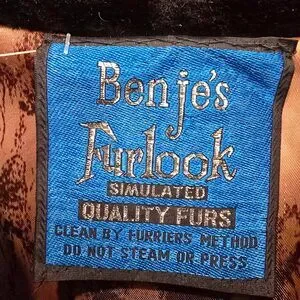 Benje's
Furlook
SIMULATED
QUALITY FURS
CLEAN BY FURRIERS METHOD
DO NOT STEAM OR PRESS